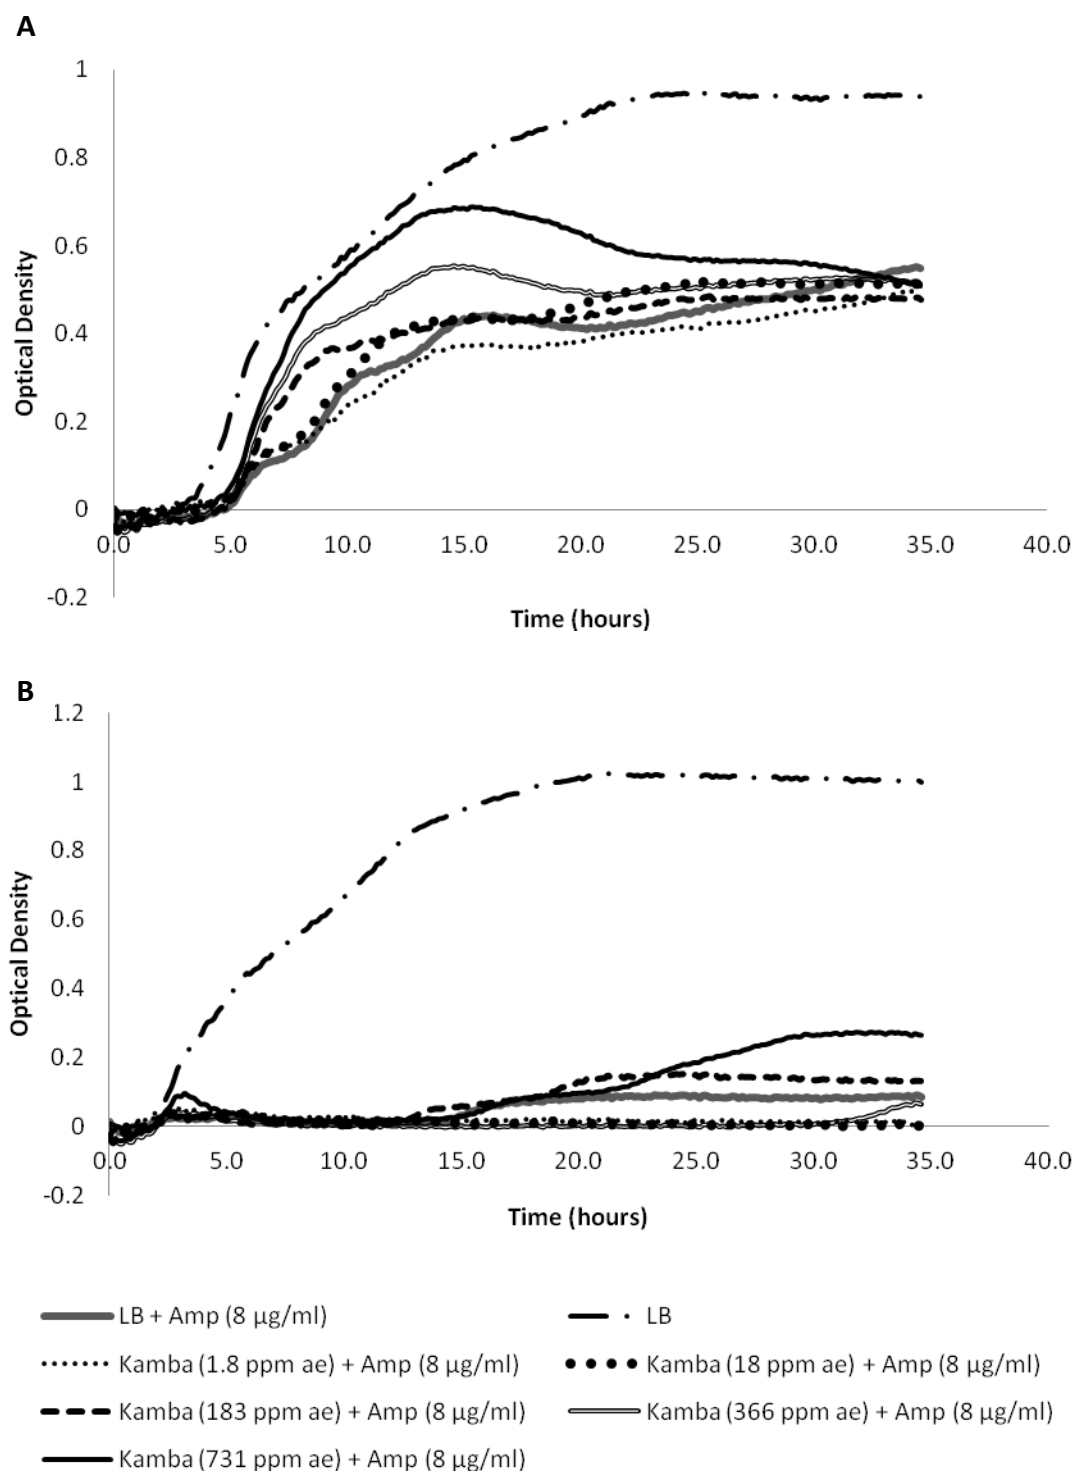 A
1
0.8
0.6
0.4
0.2
0
-0.2
Optical Density
0.0 5.0 10.0 15.0 20.0 25.0 30.0 35.0 40.0
Time (hours)
B
1.2
1
0.8
0.6
0.4
0.2
0
-0.2
Optical Density
0.0 5.0 10.0 15.0 20.0 25.0 30.0 35.0 40.0
Time (hours)
LB + Amp (8 µg/ml)
LB
Kamba (1.8 ppm ae) + Amp (8 µg/ml)
Kamba (18 ppm ae) + Amp (8 µg/ml)
Kamba (183 ppm ae) + Amp (8 µg/ml)
Kamba (366 ppm ae) + Amp (8 µg/ml)
Kamba (731 ppm ae) + Amp (8 µg/ml)